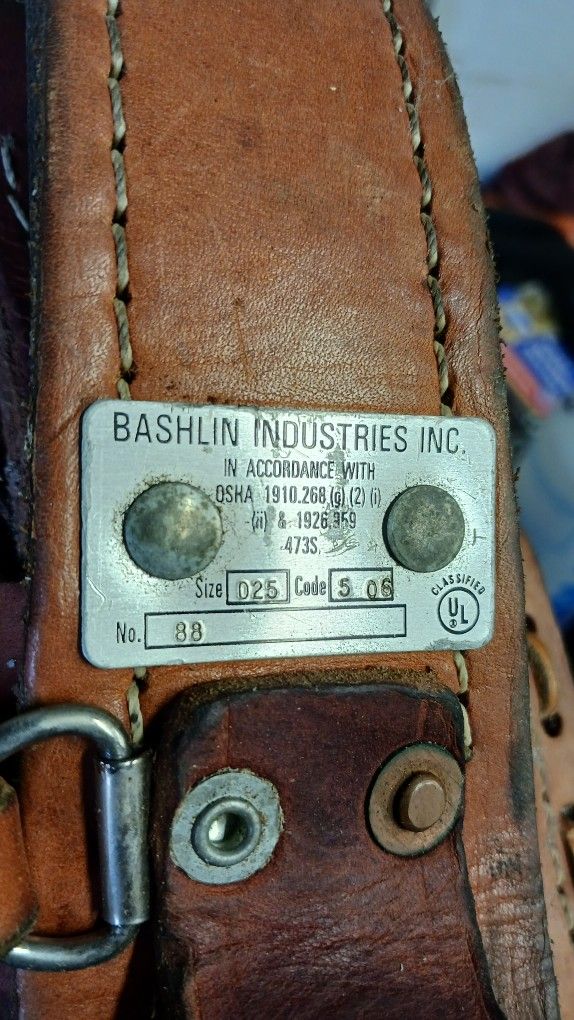 BASHLIN INDUSTRIES INC.
IN ACCORDANCE WITH
OSHA 1910.268 (g) (2) (i)
-(ii) & 1926.959
473S.
Size 025 Code 5 06
No. 88
CLASSIFIED
UL
®